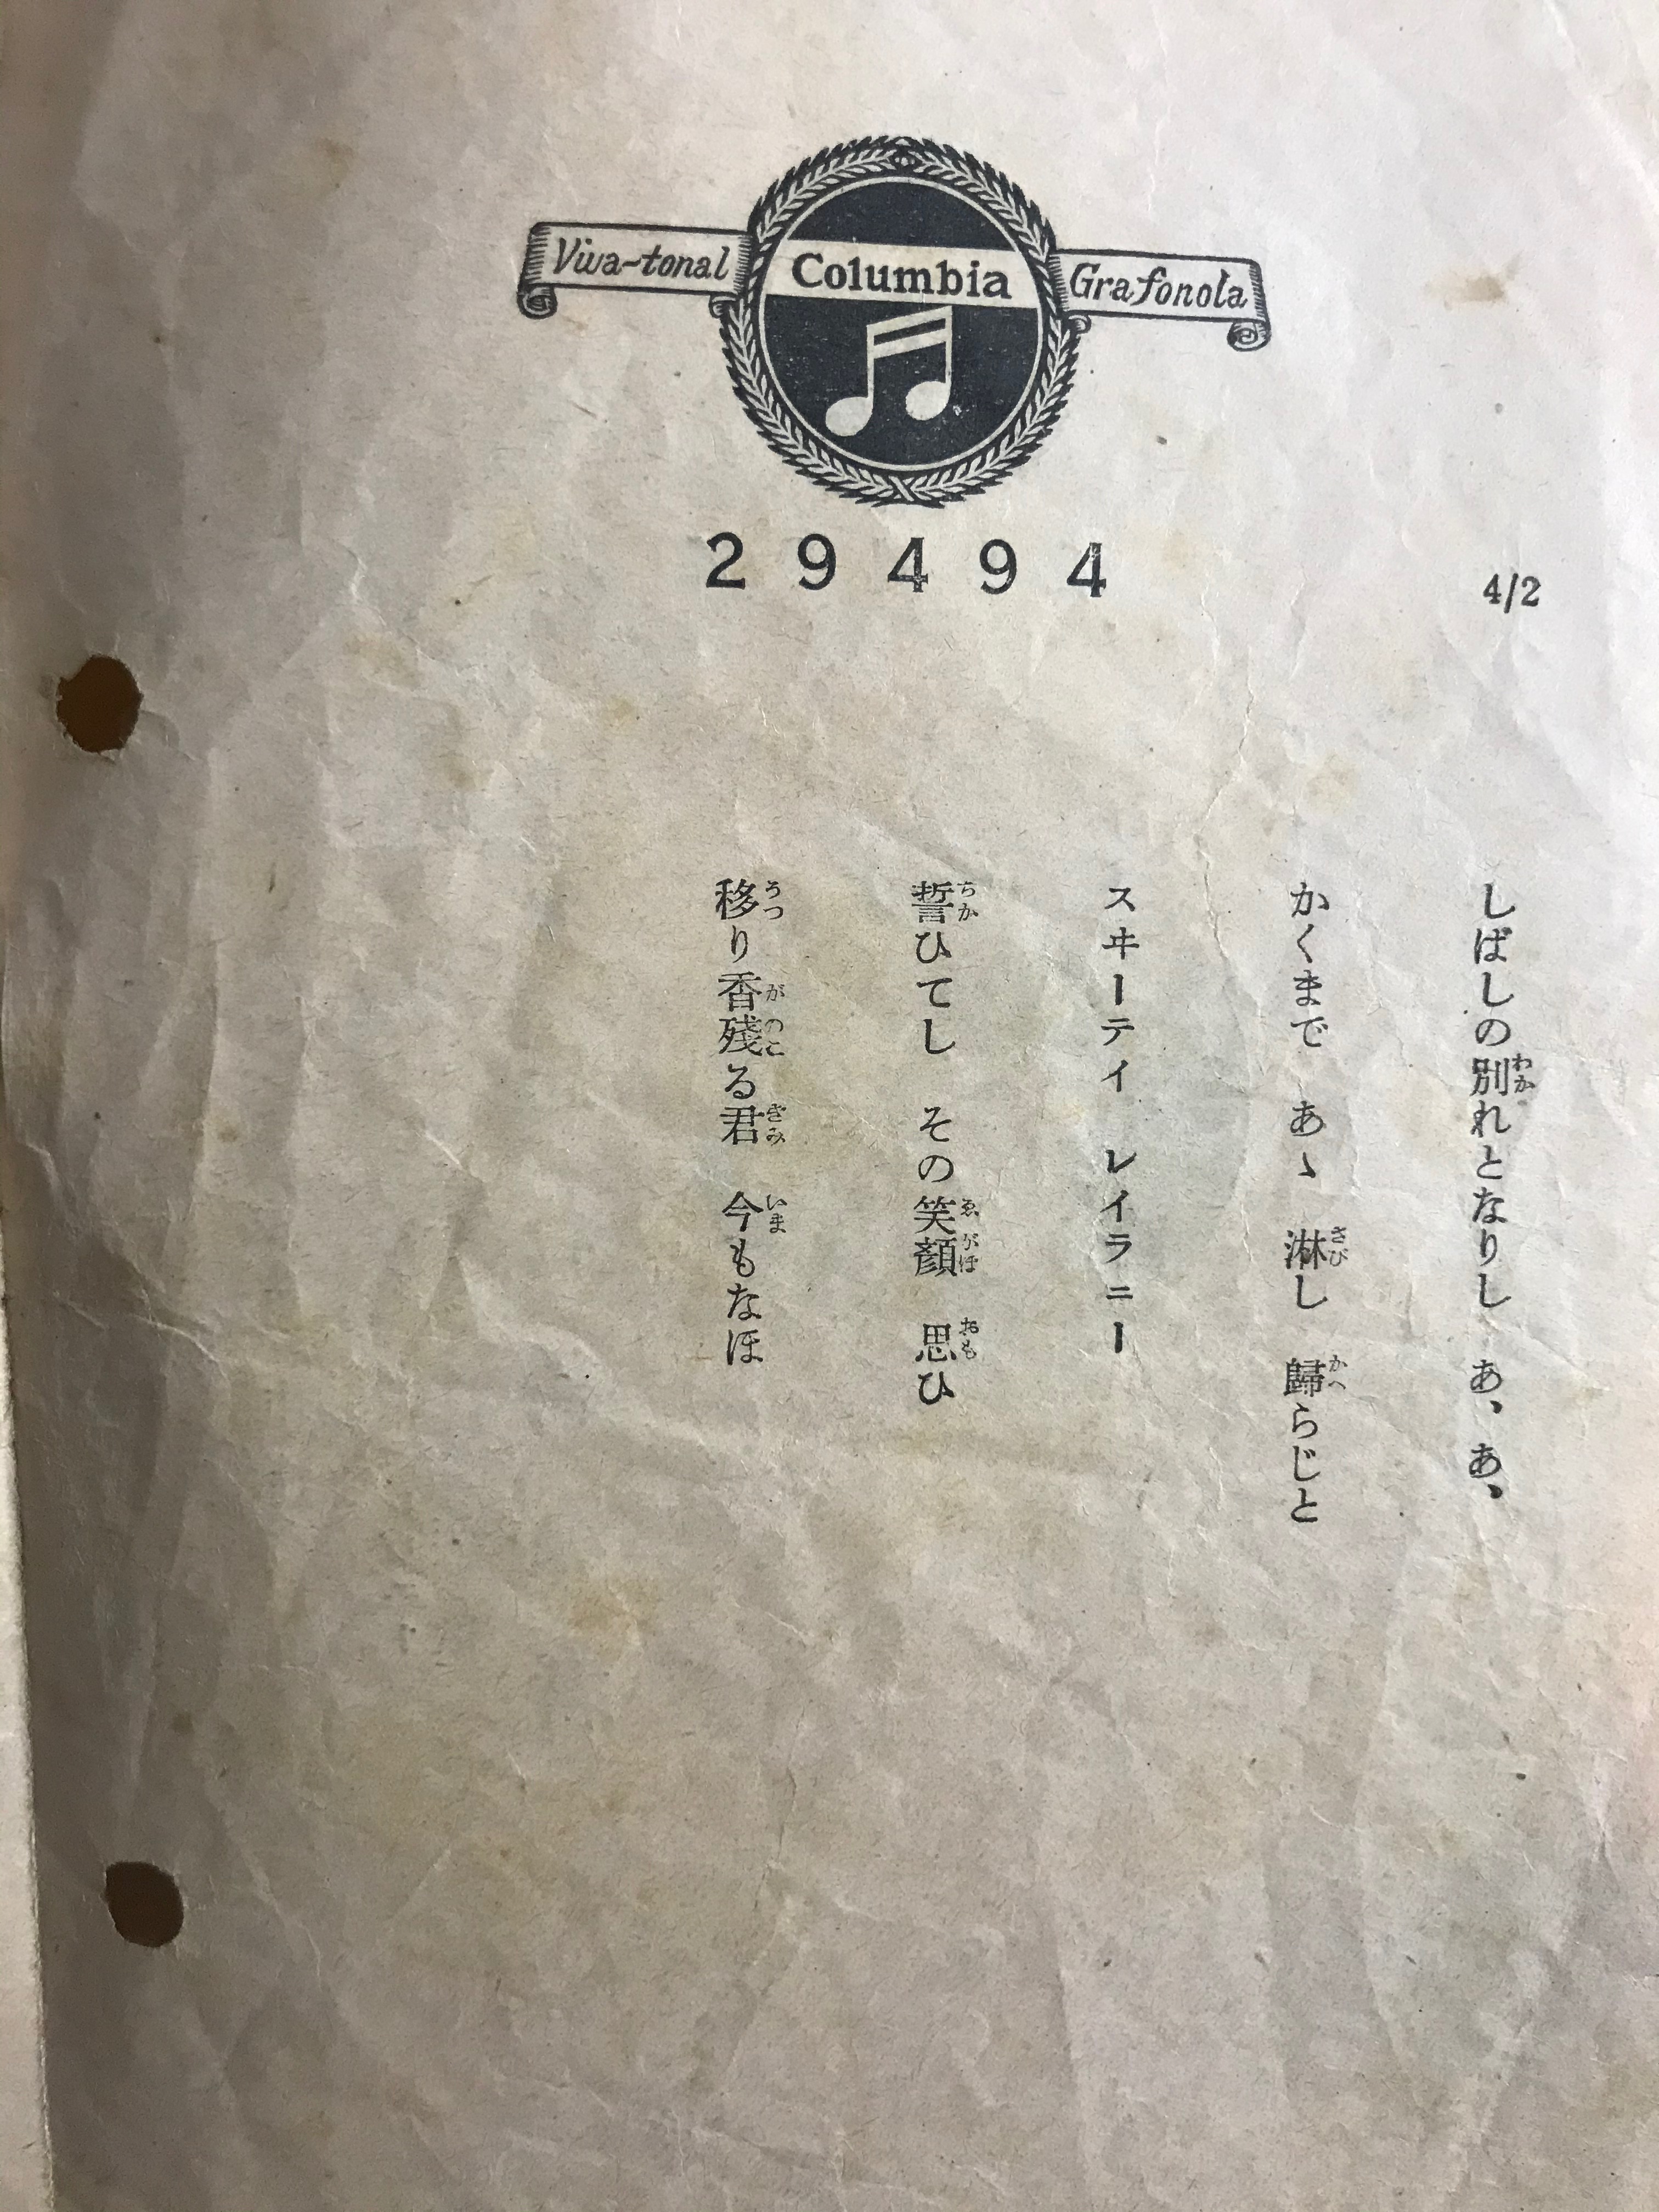 Viva-tonal
Columbia
Grafonola
29494
4/2
しばしの別れとなりし あゝ あゝ
かくまで あゝ 淋し 歸らじと
スヰーティ レイラニー
誓ひてし その笑顏 思ひ
移り香殘る君 今もなほ